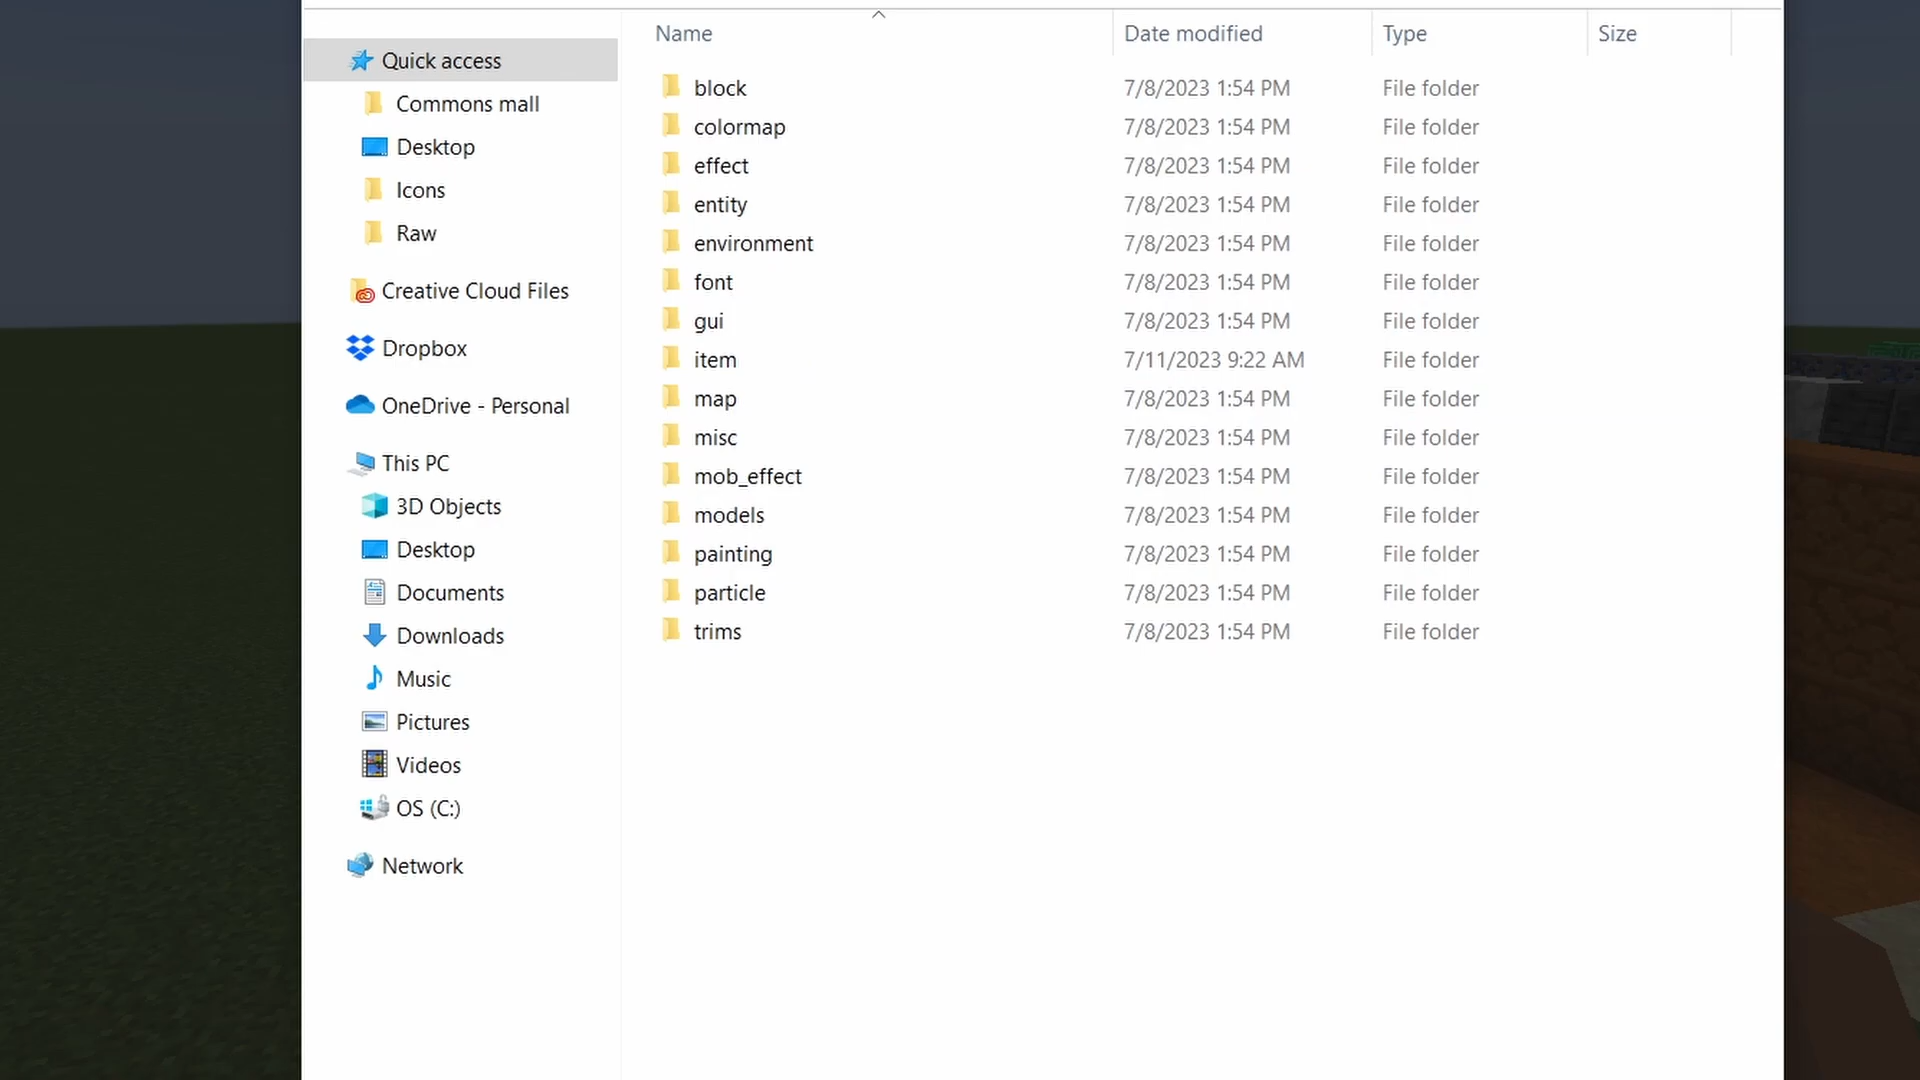 Name Date modified Type Size
Quick access
Commons mall
Desktop
Icons
Raw
Creative Cloud Files
Dropbox
OneDrive - Personal
This PC
3D Objects
Desktop
Documents
Downloads
Music
Pictures
Videos
OS (C:)
Network
block 7/8/2023 1:54 PM File folder
colormap 7/8/2023 1:54 PM File folder
effect 7/8/2023 1:54 PM File folder
entity 7/8/2023 1:54 PM File folder
environment 7/8/2023 1:54 PM File folder
font 7/8/2023 1:54 PM File folder
gui 7/8/2023 1:54 PM File folder
item 7/11/2023 9:22 AM File folder
map 7/8/2023 1:54 PM File folder
misc 7/8/2023 1:54 PM File folder
mob_effect 7/8/2023 1:54 PM File folder
models 7/8/2023 1:54 PM File folder
painting 7/8/2023 1:54 PM File folder
particle 7/8/2023 1:54 PM File folder
trims 7/8/2023 1:54 PM File folder